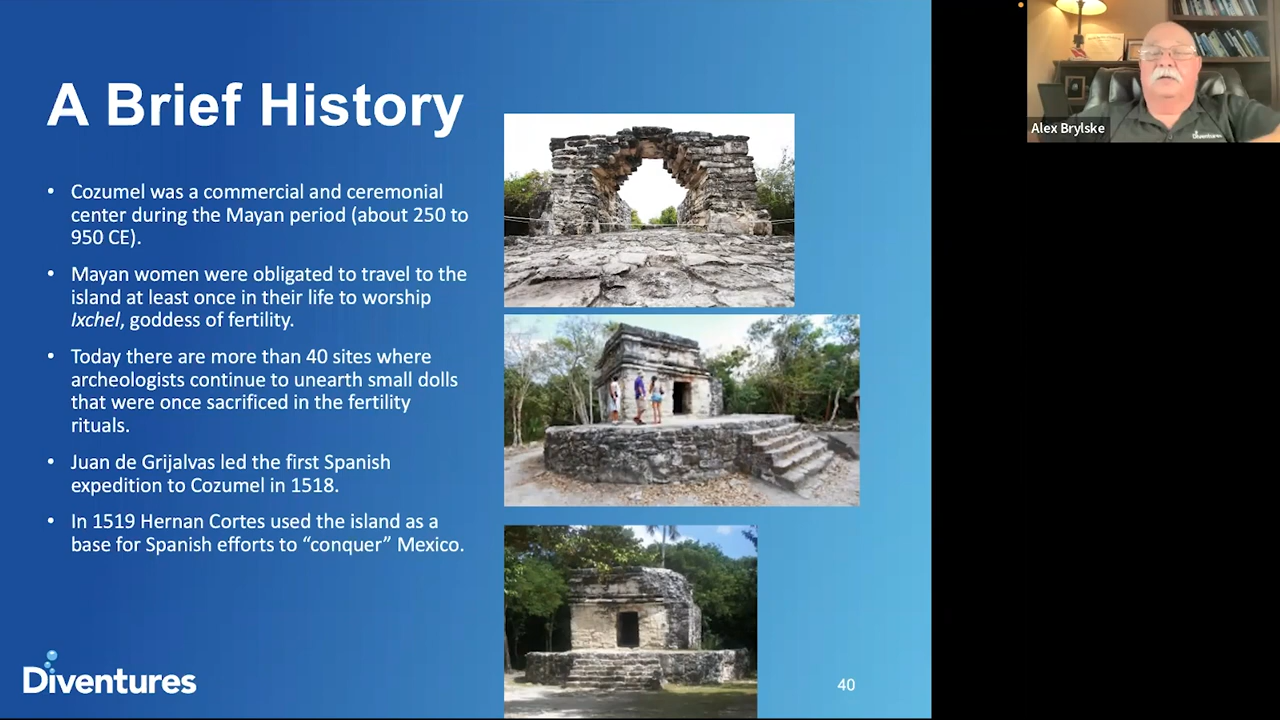 A Brief History
• Cozumel was a commercial and ceremonial
center during the Mayan period (about 250 to
950 CE).
• Mayan women were obligated to travel to the
island at least once in their life to worship
Ixchel, goddess of fertility.
• Today there are more than 40 sites where
archeologists continue to unearth small dolls
that were once sacrificed in the fertility
rituals.
• Juan de Grijalvas led the first Spanish
expedition to Cozumel in 1518.
• In 1519 Hernan Cortes used the island as a
base for Spanish efforts to “conquer” Mexico.
Diventures
40
Alex Brylske
Diventures